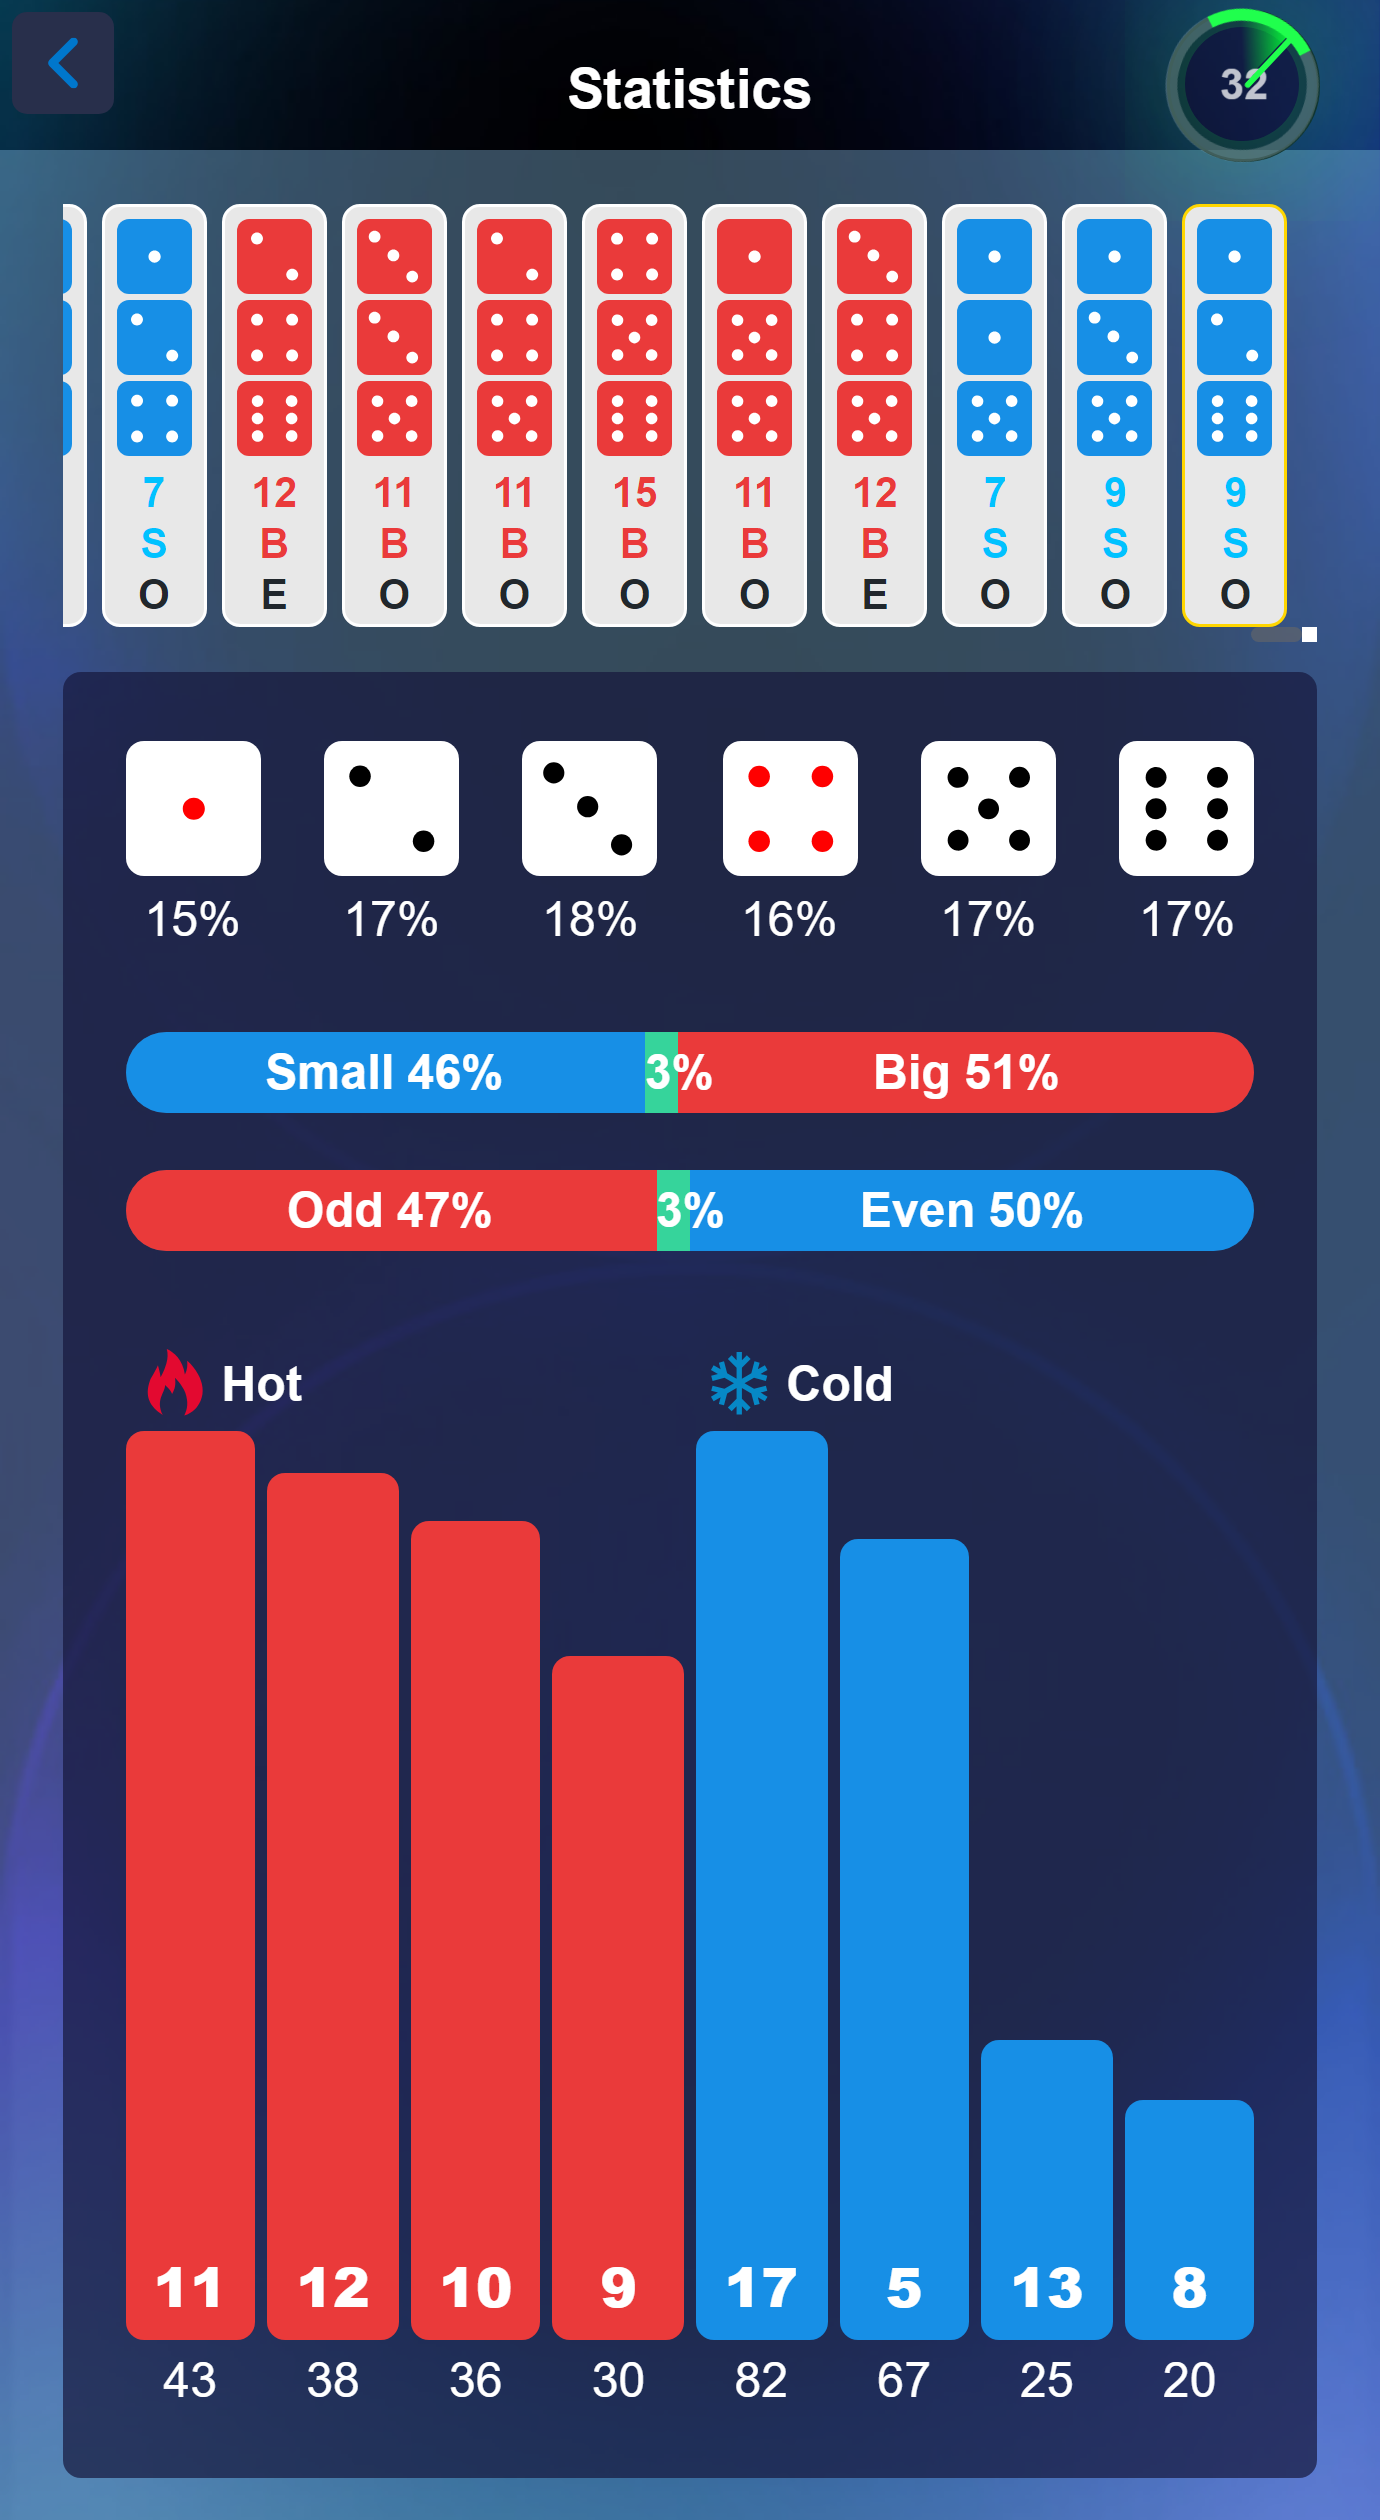 Statistics
32
7 12 11 11 15 11 12 7 9 9
S B B B B B B S S S
O E O O O O E O O O
15% 17% 18% 16% 17% 17%
Small 46% 3% Big 51%
Odd 47% 3% Even 50%
Hot Cold
11 12 10 9 17 5 13 8
43 38 36 30 82 67 25 20